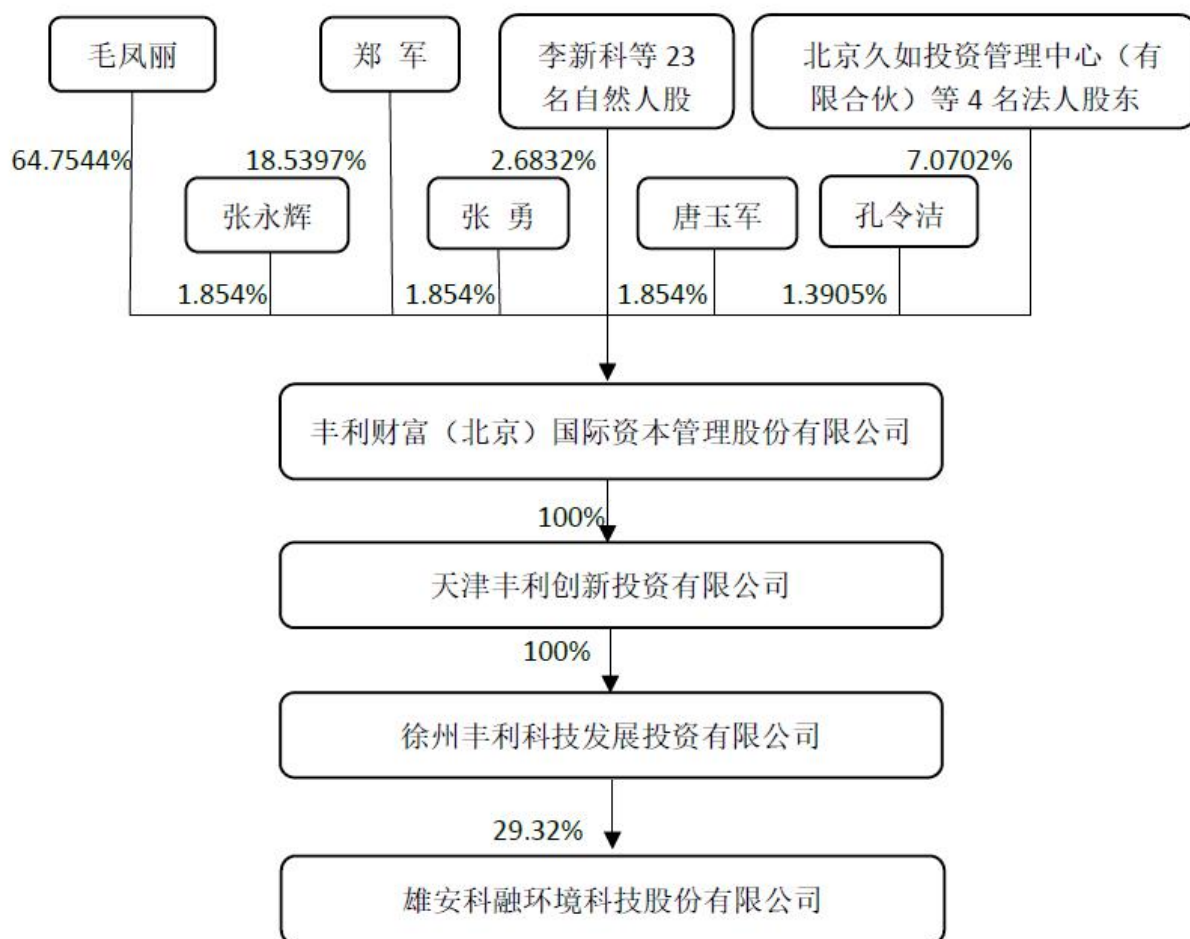 毛凤丽
郑 军
李新科等 23
名自然人股
北京久如投资管理中心（有
限合伙）等 4 名法人股东
64.7544%
18.5397%
2.6832%
7.0702%
张永辉
张 勇
唐玉军
孔令洁
1.854%
1.854%
1.854%
1.3905%
丰利财富（北京）国际资本管理股份有限公司
100%
天津丰利创新投资有限公司
100%
徐州丰利科技发展投资有限公司
29.32%
雄安科融环境科技股份有限公司